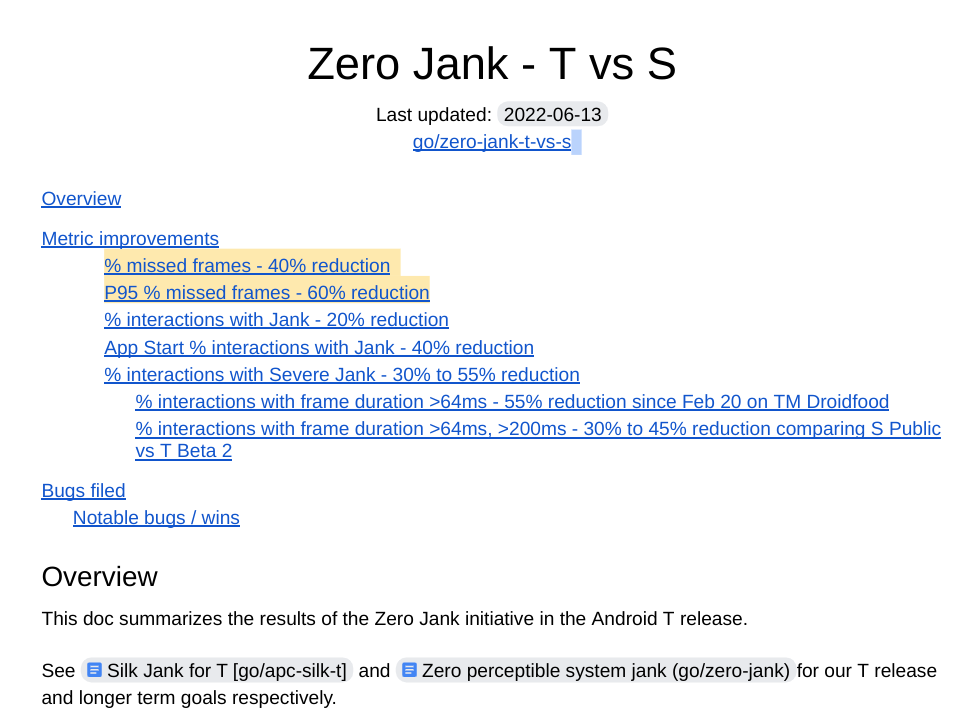 Zero Jank - T vs S
Last updated: 2022-06-13
go/zero-jank-t-vs-s
Overview
Metric improvements
% missed frames - 40% reduction
P95 % missed frames - 60% reduction
% interactions with Jank - 20% reduction
App Start % interactions with Jank - 40% reduction
% interactions with Severe Jank - 30% to 55% reduction
% interactions with frame duration >64ms - 55% reduction since Feb 20 on TM Droidfood
% interactions with frame duration >64ms, >200ms - 30% to 45% reduction comparing S Public
vs T Beta 2
Bugs filed
Notable bugs / wins
Overview
This doc summarizes the results of the Zero Jank initiative in the Android T release.
See Silk Jank for T [go/apc-silk-t] and Zero perceptible system jank (go/zero-jank) for our T release
and longer term goals respectively.